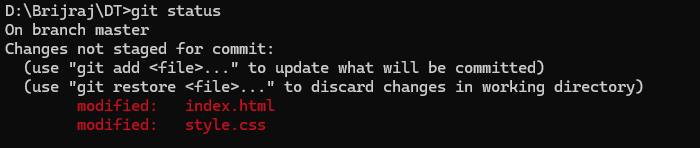 D:\Brijraj\DT>git status
On branch master
Changes not staged for commit:
  (use "git add <file>..." to update what will be committed)
  (use "git restore <file>..." to discard changes in working directory)
        modified:   index.html
        modified:   style.css